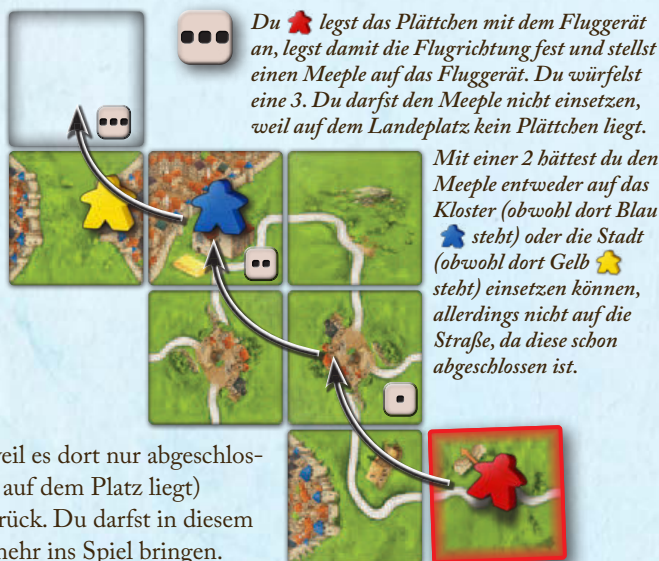 Du legst das Plättchen mit dem Fluggerät
an, legst damit die Flugrichtung fest und stellst
einen Meeple auf das Fluggerät. Du würfelst
eine 3. Du darfst den Meeple nicht einsetzen,
weil auf dem Landeplatz kein Plättchen liegt.
Mit einer 2 hättest du den
Meeple entweder auf das
Kloster (obwohl dort Blau
steht) oder die Stadt
(obwohl dort Gelb
steht) einsetzen können,
allerdings nicht auf die
Straße, da diese schon
abgeschlossen ist.
eil es dort nur abgeschlos-
auf dem Platz liegt)
rück. Du darfst in diesem
mehr ins Spiel bringen.